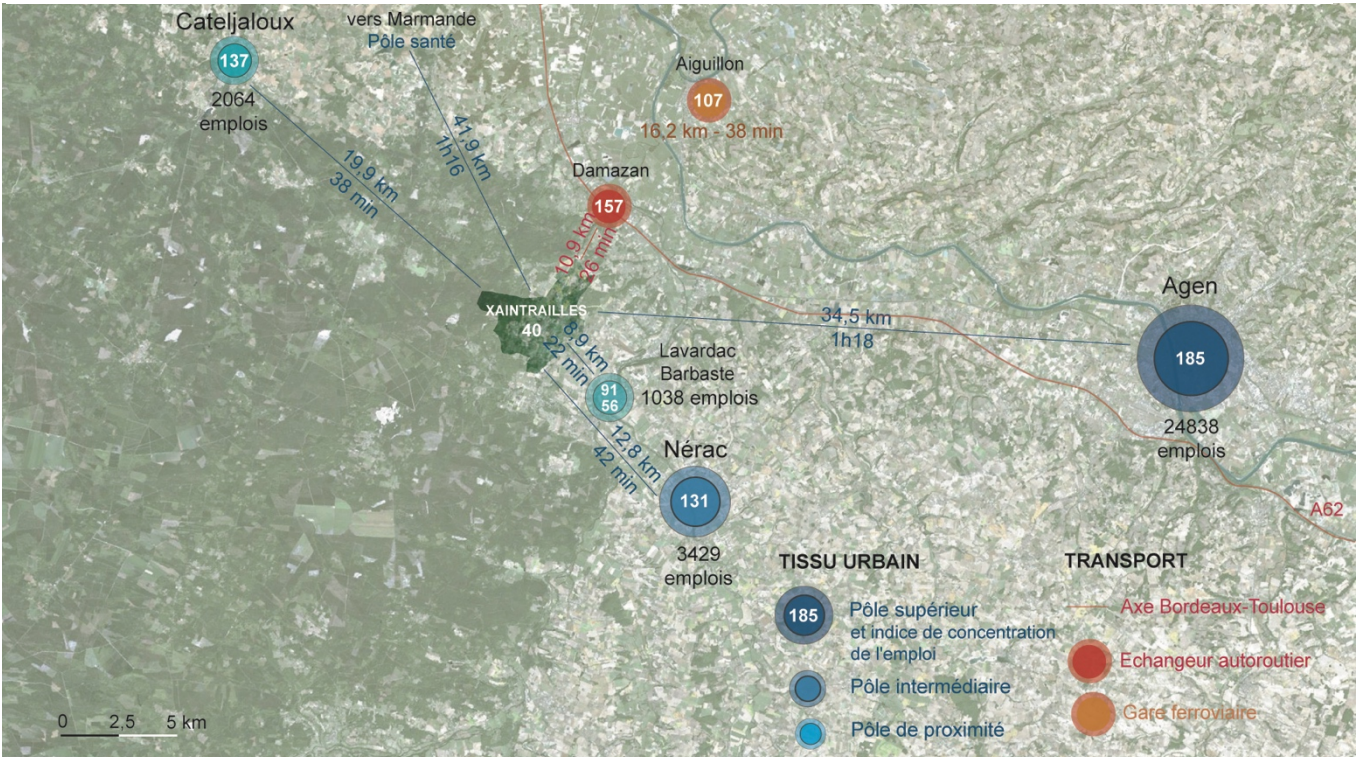 Cateljaloux
137
2064
emplois
vers Marmande
Pôle santé
41,9 km
1h16
19,9 km
38 min
Aiguillon
107
16,2 km - 38 min
Damazan
157
10,9 km
26 min
XAINTRAILLES
40
34,5 km
1h18
Agen
185
24838
emplois
8,9 km
22 min
Lavardac
Barbaste
1038 emplois
91
56
12,8 km
42 min
Nérac
131
3429
emplois
A62
TISSU URBAIN
185
Pôle supérieur
et indice de concentration
de l'emploi
Pôle intermédiaire
Pôle de proximité
TRANSPORT
Axe Bordeaux-Toulouse
Echangeur autoroutier
Gare ferroviaire
0 2.5 5 km